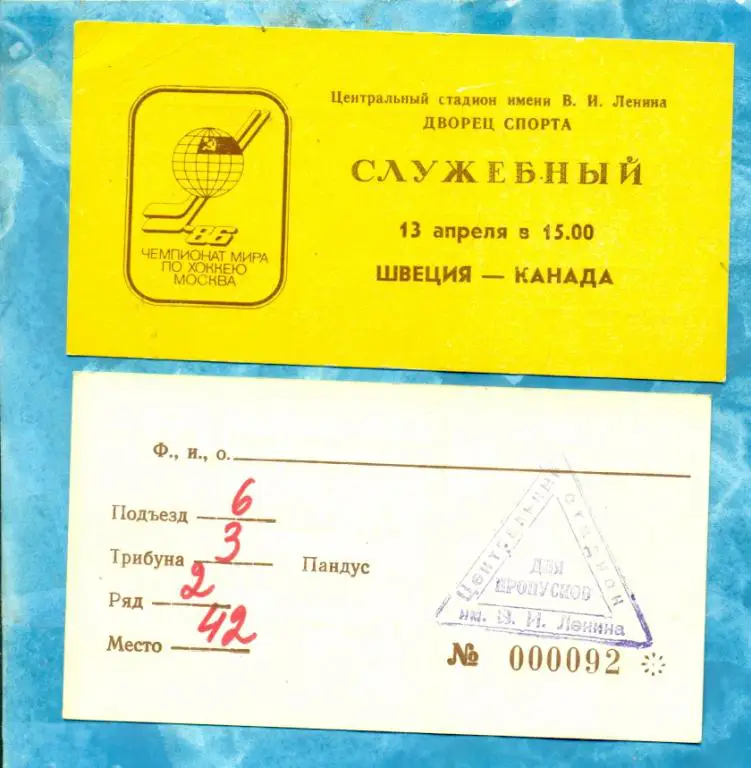 Центральный стадион имени В. И. Ленина
ДВОРЕЦ СПОРТА
СЛУЖЕБНЫЙ
13 апреля в 15.00
ШВЕЦИЯ — КАНАДА
86
ЧЕМПИОНАТ МИРА
ПО ХОККЕЮ
МОСКВА
Ф., и., о.
Подъезд 6
Трибуна 3 Пандус
Ряд 2
Место 42
Центральный стадион
им. В. И. Ленина
ДЛЯ
ПРОПУСКОВ
№ 000092